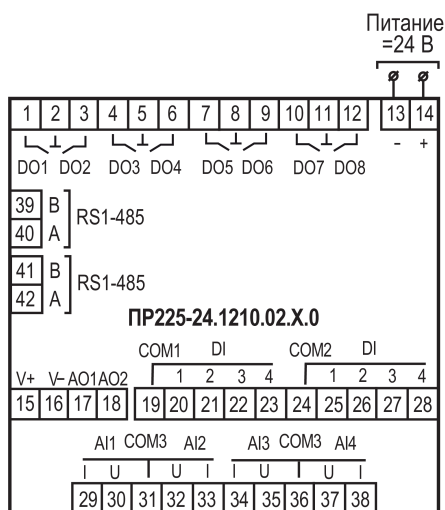 Питание
=24 В
1 2 3 4 5 6 7 8 9 10 11 12 13 14
- +
DO1 DO2 DO3 DO4 DO5 DO6 DO7 DO8
39 B
RS1-485
40 A
41 B
RS1-485
42 A
ПР225-24.1210.02.X.0
COM1 DI COM2 DI
V+ V- AO1 AO2 1 2 3 4 1 2 3 4
15 16 17 18 19 20 21 22 23 24 25 26 27 28
AI1 COM3 AI2 AI3 COM3 AI4
I U U I I U U I
29 30 31 32 33 34 35 36 37 38